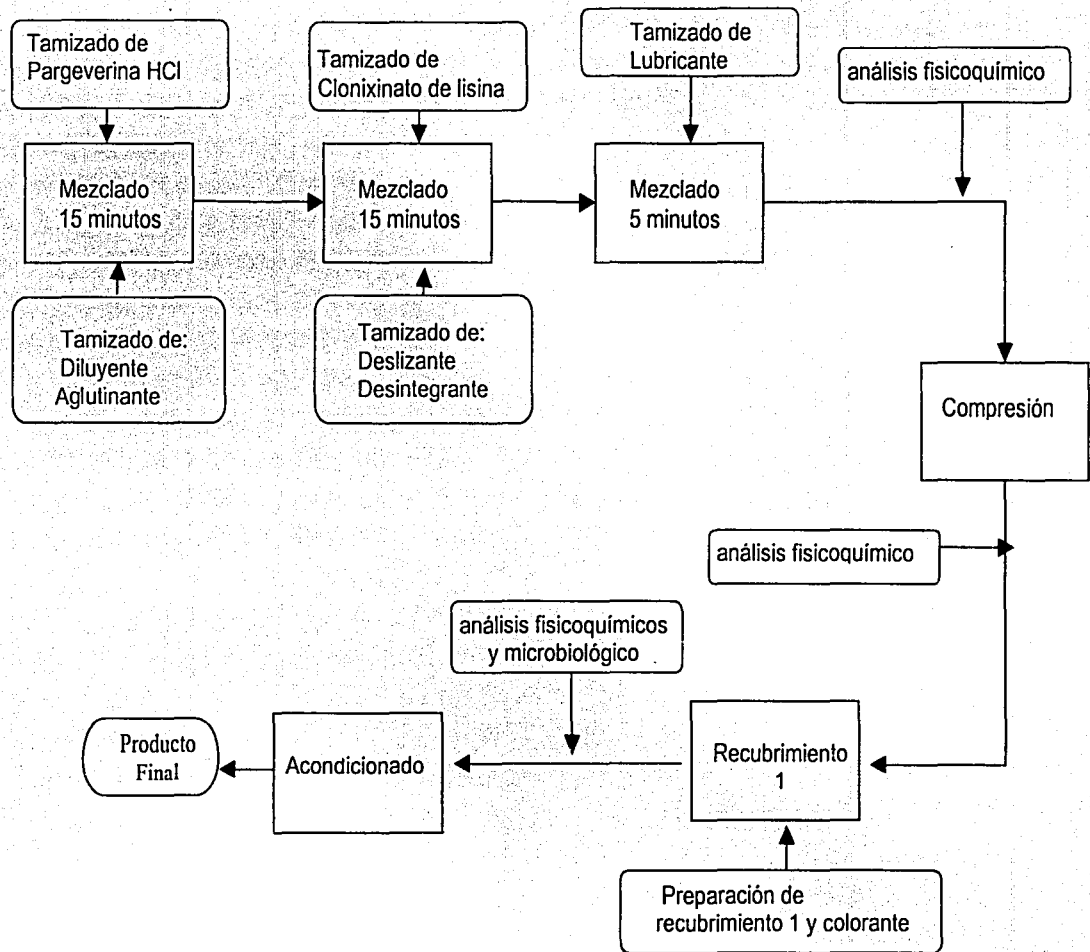 Tamizado de
Pargeverina HCl
Tamizado de
Clonixinato de lisina
Tamizado de
Lubricante
análisis fisicoquímico
Mezclado
15 minutos
Mezclado
15 minutos
Mezclado
5 minutos
Tamizado de:
Diluyente
Aglutinante
Tamizado de:
Deslizante
Desintegrante
Compresión
análisis fisicoquímico
análisis fisicoquímicos
y microbiológico
Producto
Final
Acondicionado
Recubrimiento
1
Preparación de
recubrimiento 1 y colorante